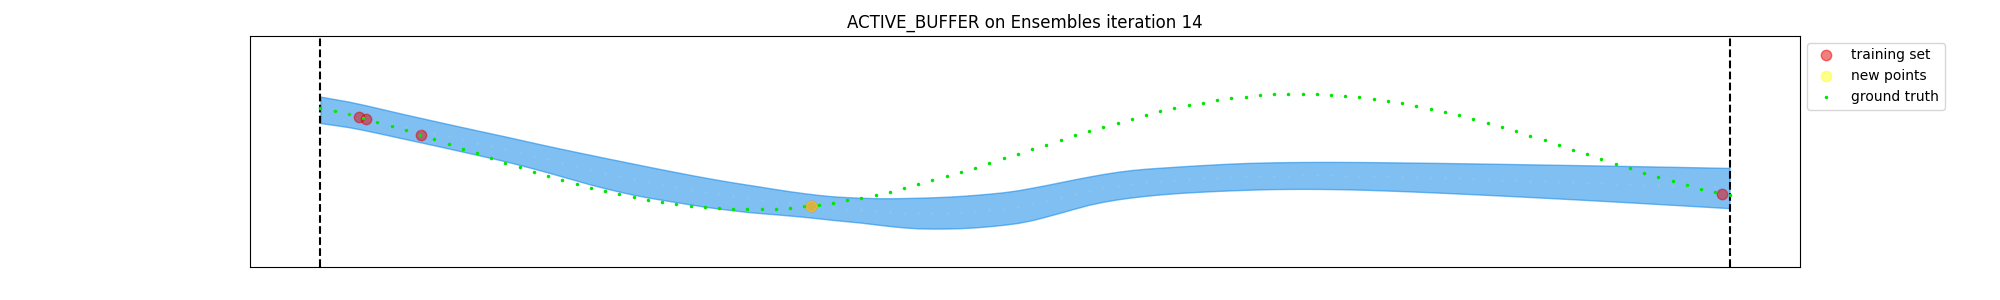 ACTIVE_BUFFER on Ensembles iteration 14
training set
new points
ground truth